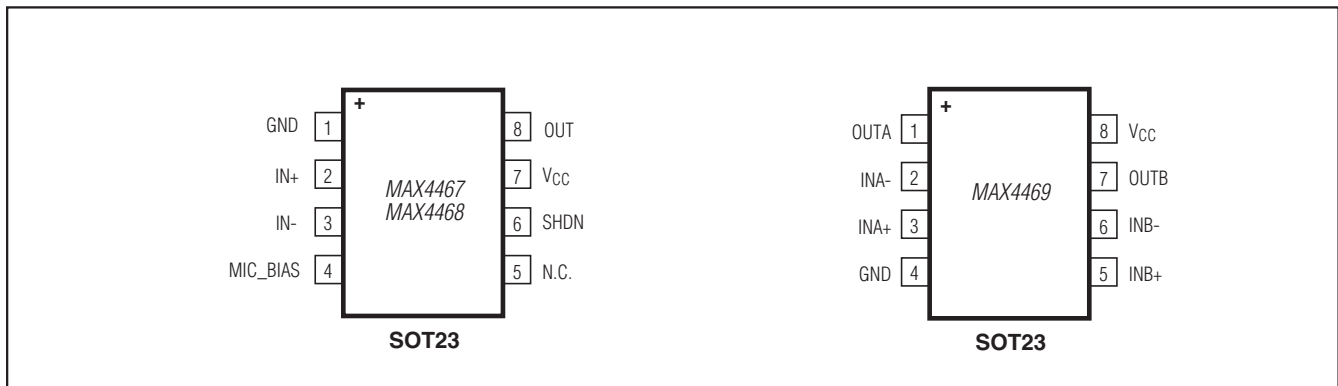 +
GND 1 8 OUT
IN+ 2 7 VCC
MAX4467
MAX4468
IN- 3 6 SHDN
MIC_BIAS 4 5 N.C.
SOT23
+
OUTA 1 8 VCC
INA- 2 7 OUTB
MAX4469
INA+ 3 6 INB-
GND 4 5 INB+
SOT23